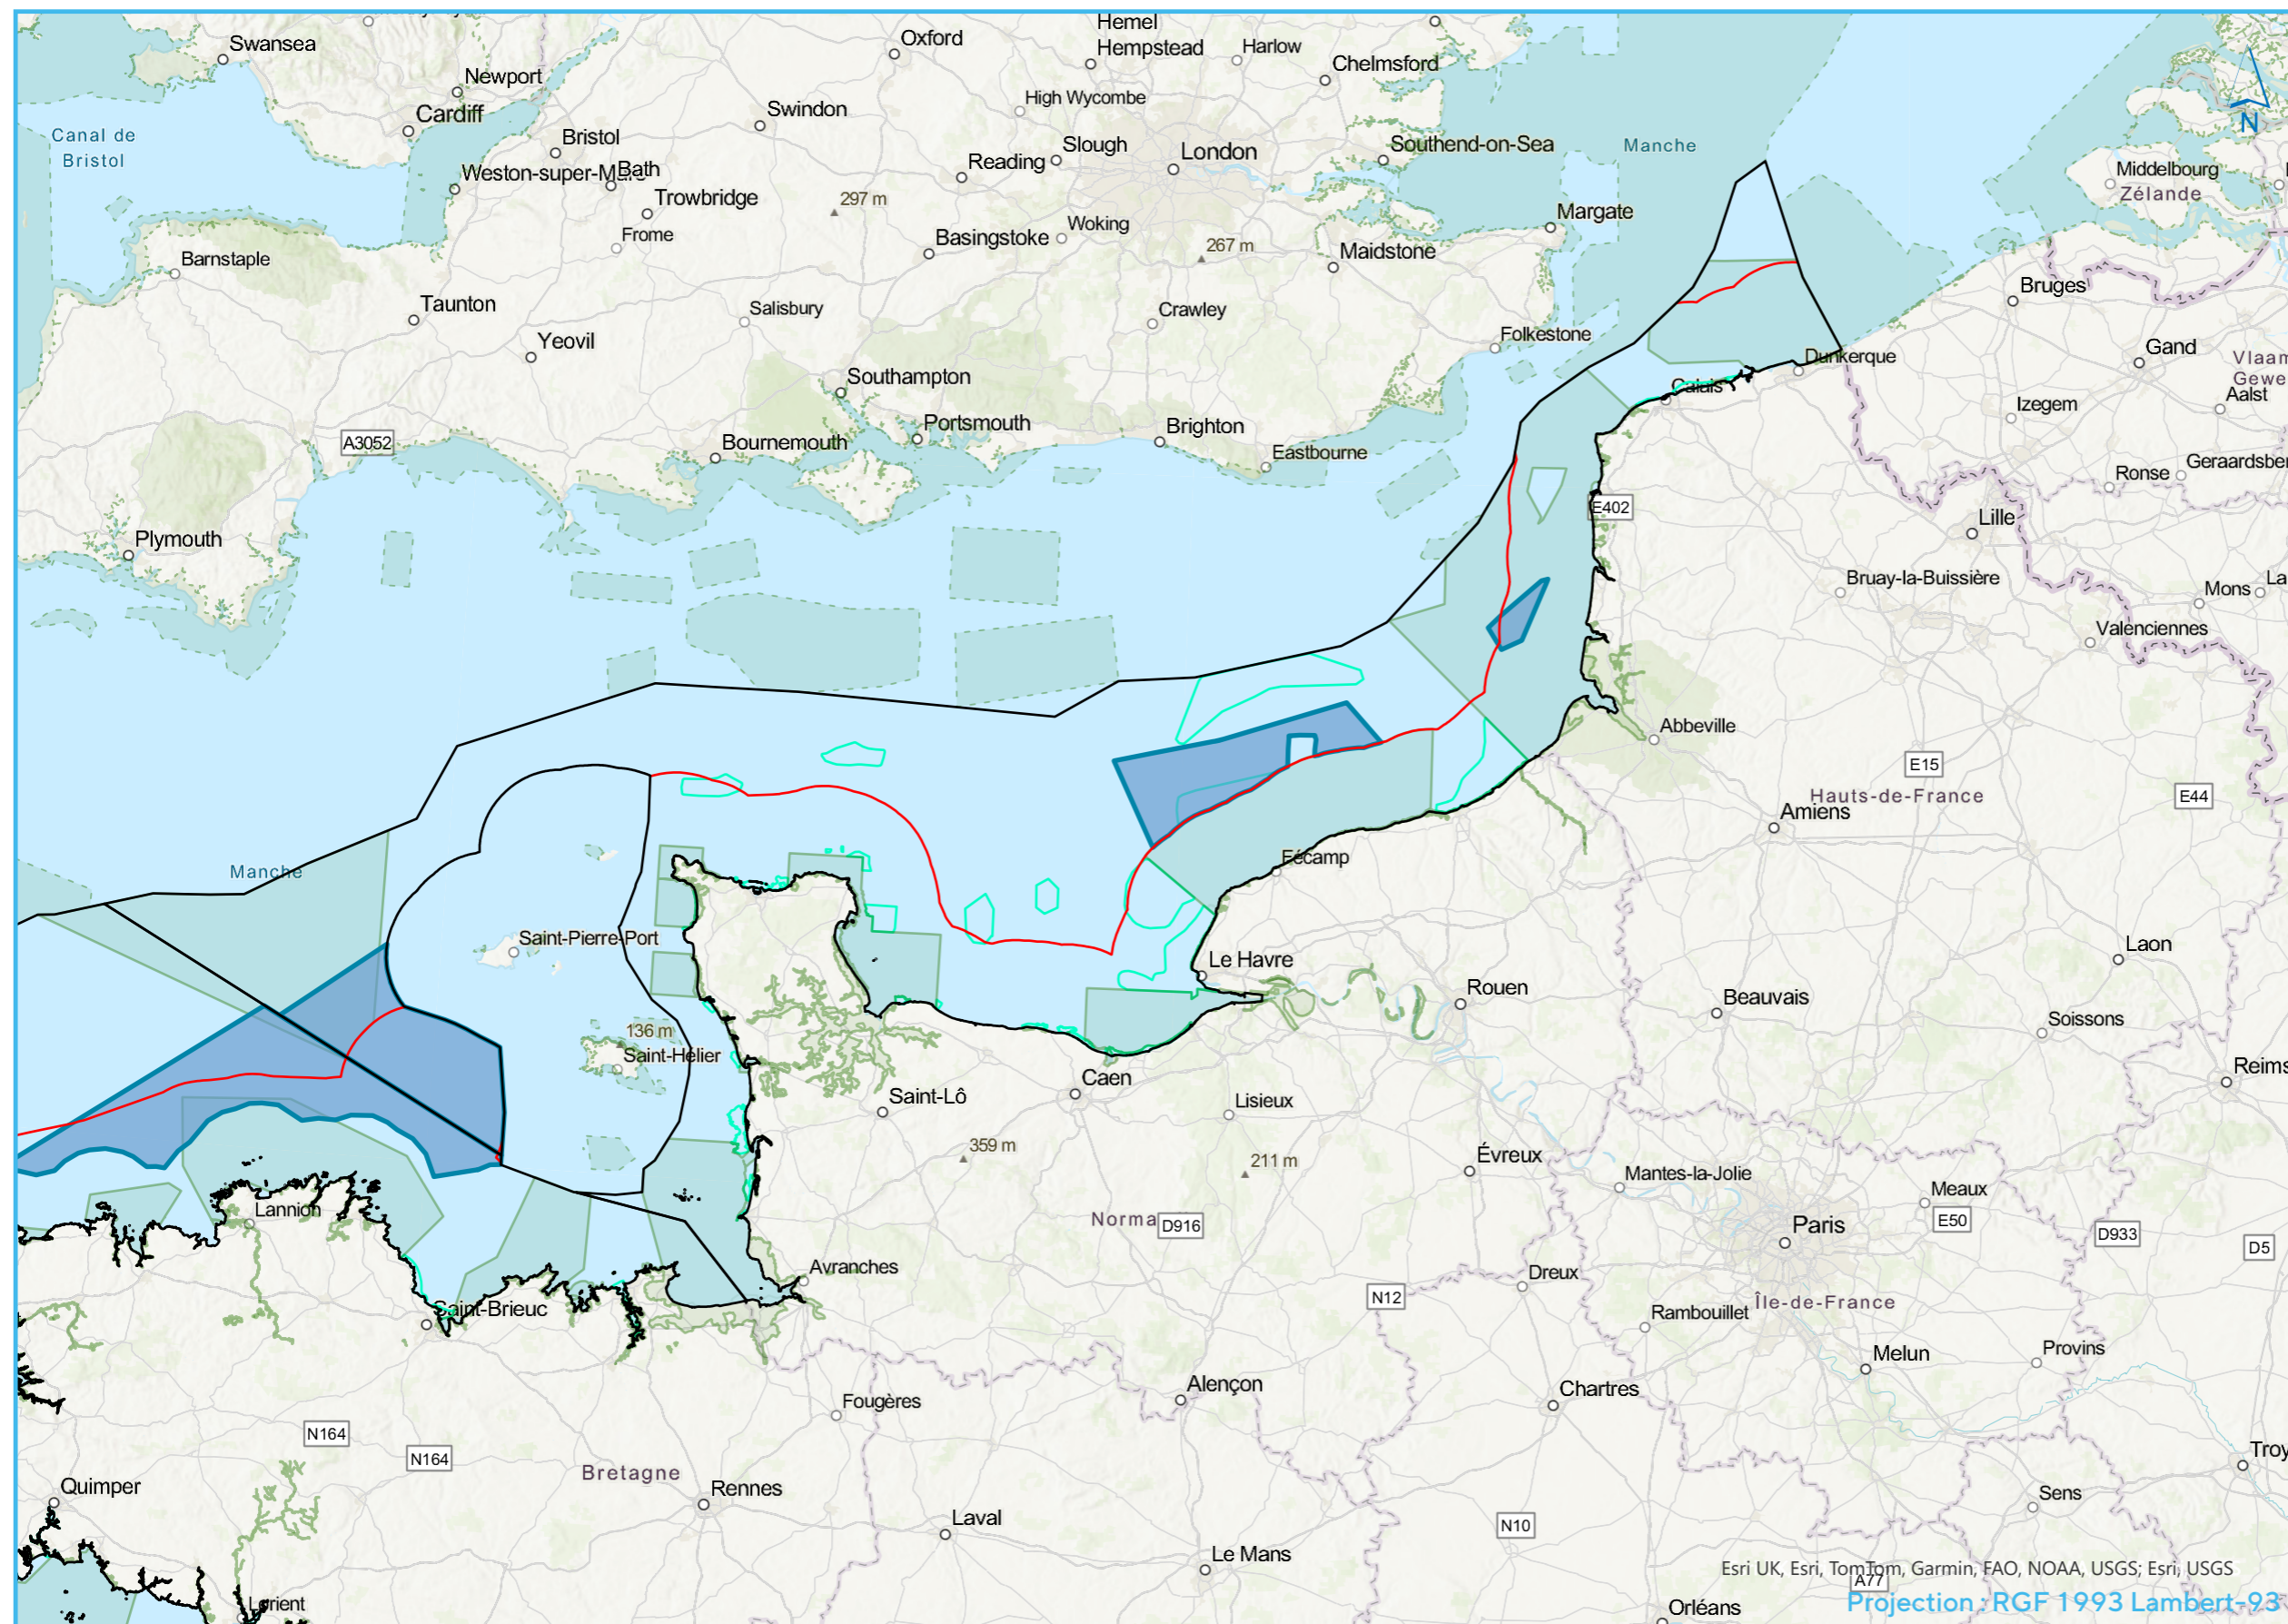 Swansea
Newport
Cardiff
Canal de
Bristol
Bristol
Bath
Trowbridge
Frome
Oxford
Swindon
Hemel
Hempstead
Harlow
Chelmsford
High Wycombe
Slough
Reading
London
Southend-on-Sea
Manche
Margate
297 m
Basingstoke
Woking
267 m
Maidstone
Middelbourg
Zélande
N
Bruges
Barnstaple
Taunton
Yeovil
Salisbury
Crawley
Folkestone
Dunkerque
Calais
Gand
Aalst
Izegem
Ronse
Southampton
Portsmouth
Bournemouth
A3052
Brighton
Eastbourne
Plymouth
E402
Lille
Bruay-la-Buissière
Mons
Valenciennes
Abbeville
E15
Hauts-de-France
E44
Amiens
Manche
Fécamp
Saint-Pierre-Port
Le Havre
Rouen
Beauvais
Laon
Soissons
Reims
136 m
Saint-Hélier
Caen
Saint-Lô
Lisieux
359 m
211 m
Évreux
Mantes-la-Jolie
Meaux
E50
D933
D5
Paris
D916
Lannion
Avranches
Dreux
N12
Île-de-France
Rambouillet
Saint-Brieuc
Melun
Provins
Fougères
Alençon
Chartres
N164
N164
Bretagne
Rennes
Quimper
Laval
Le Mans
N10
Sens
Lorient
Orléans
A77
Esri UK, Esri, TomTom, Garmin, FAO, NOAA, USGS; Esri, USGS
Projection : RGF 1993 Lambert-93